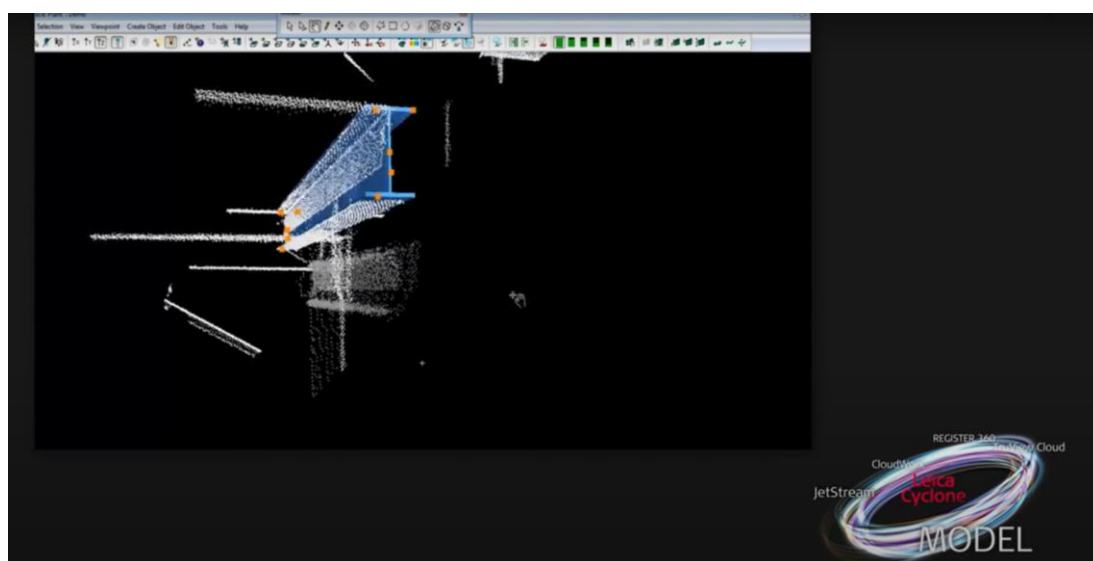 Selection View Viewpoint Create Object Edit Object Tools Help
REGISTER 360
TruView Cloud
CloudWorx
JetStream
Leica
Cyclone
MODEL